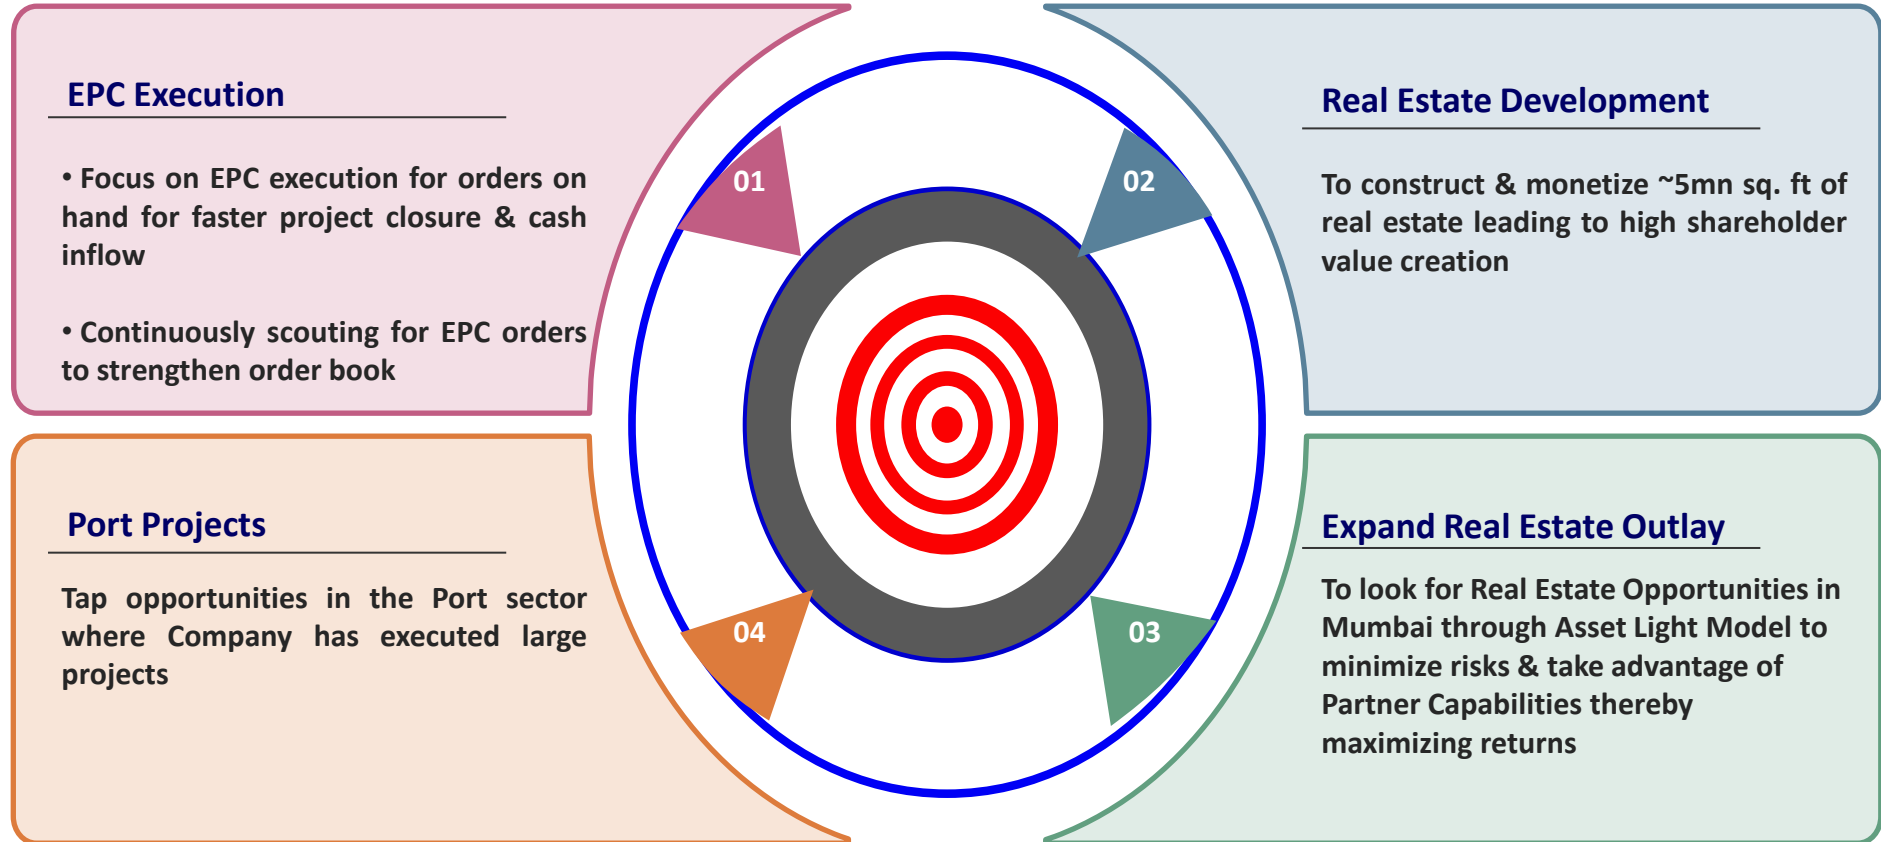 EPC Execution
• Focus on EPC execution for orders on
hand for faster project closure & cash
inflow
• Continuously scouting for EPC orders
to strengthen order book
01
02
Real Estate Development
To construct & monetize ~5mn sq. ft of
real estate leading to high shareholder
value creation
Port Projects
Tap opportunities in the Port sector
where Company has executed large
projects
04
03
Expand Real Estate Outlay
To look for Real Estate Opportunities in
Mumbai through Asset Light Model to
minimize risks & take advantage of
Partner Capabilities thereby
maximizing returns